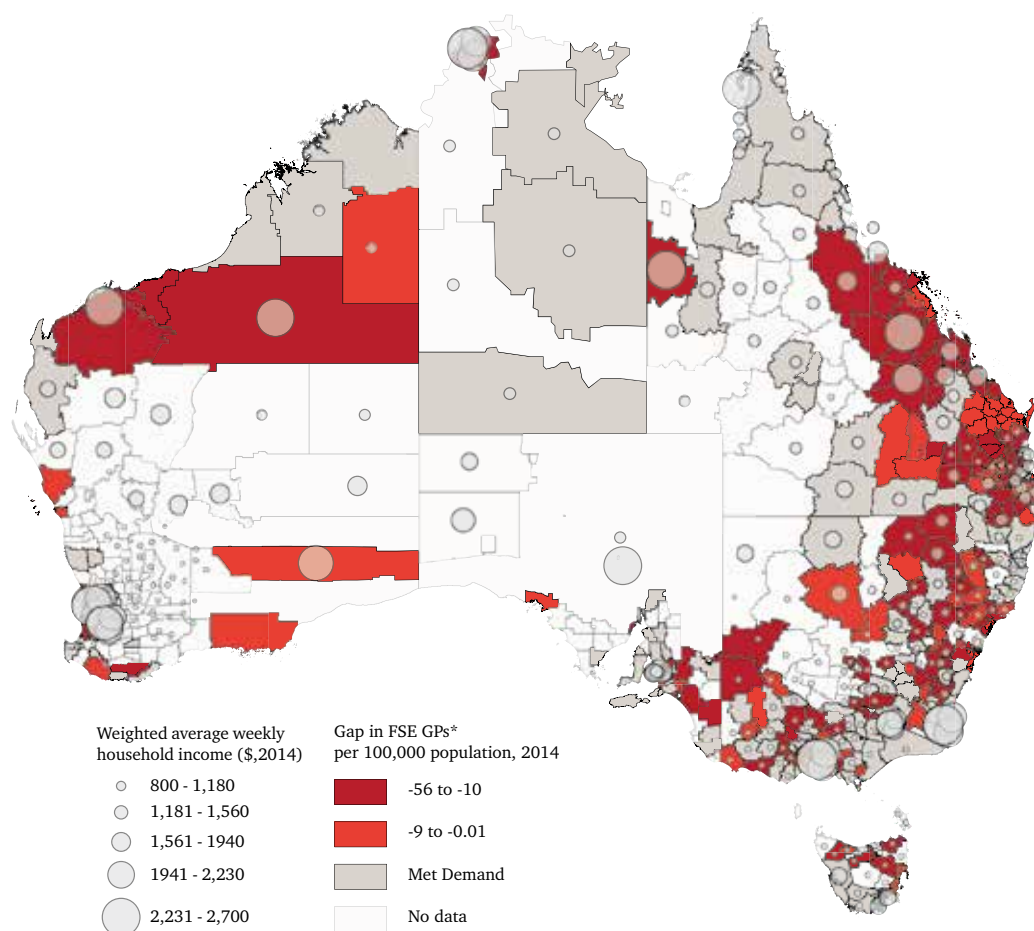 Weighted average weekly
household income ($,2014)
800 - 1,180
1,181 - 1,560
1,561 - 1940
1941 - 2,230
2,231 - 2,700
Gap in FSE GPs*
per 100,000 population, 2014
-56 to -10
-9 to -0.01
Met Demand
No data